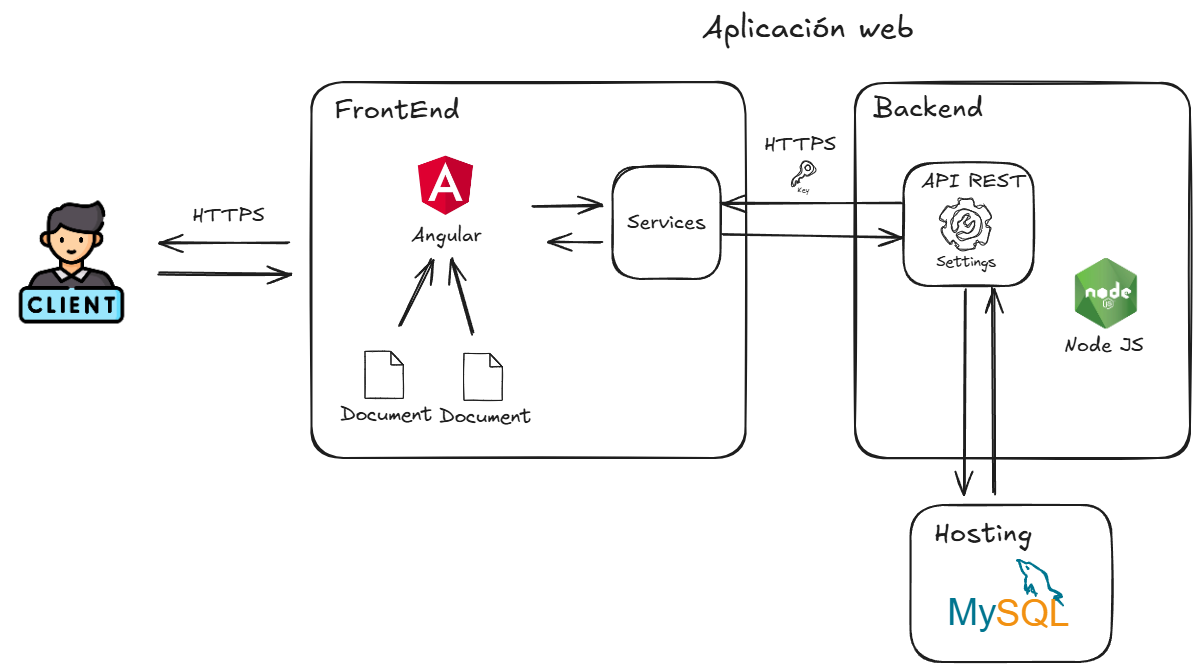 Aplicación web
FrontEnd
Backend
HTTPS
Key
API REST
A
HTTPS
Services
Angular
Settings
CLIENT
node
JS
Node JS
Document
Document
Hosting
MySQL